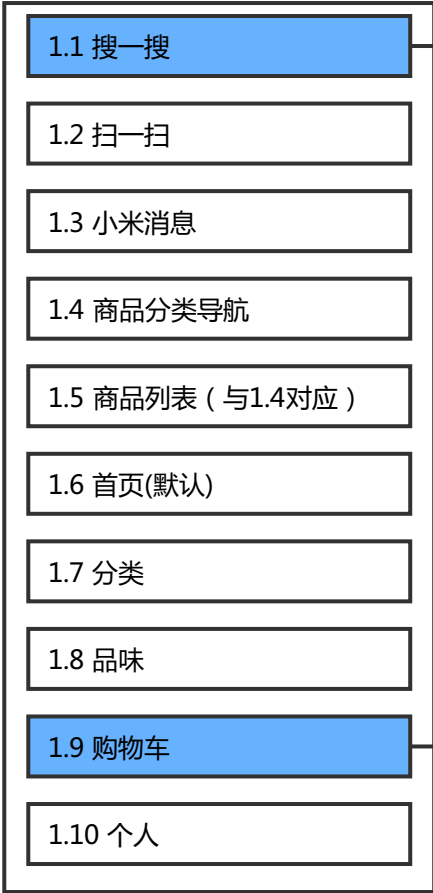 1.1 搜一搜
1.2 扫一扫
1.3 小米消息
1.4 商品分类导航
1.5 商品列表（与1.4对应）
1.6 首页(默认)
1.7 分类
1.8 品味
1.9 购物车
1.10 个人